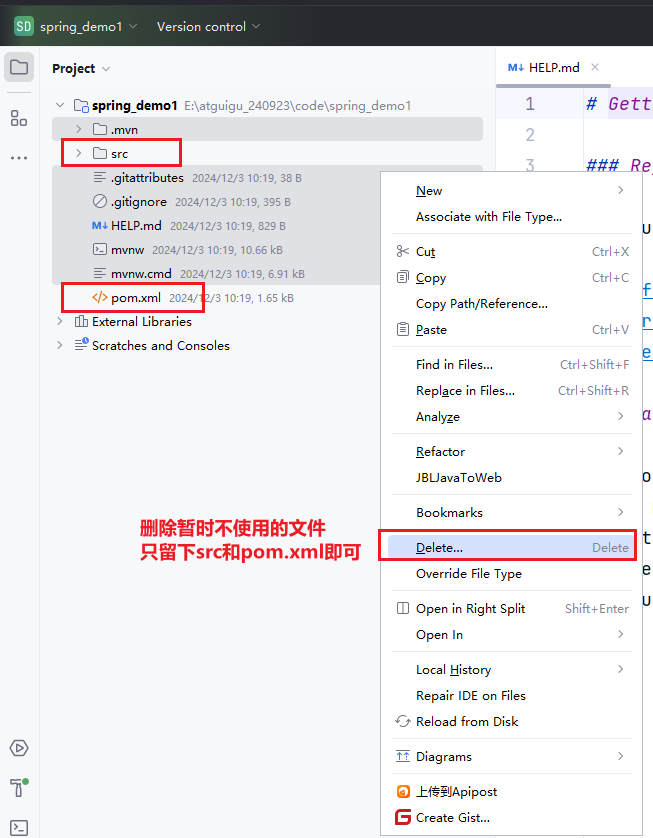 SD spring_demo1 Version control
Project
HELP.md
spring_demo1 E:\atguigu_240923\code\spring_demo1
.mvn
src
.gitattributes 2024/12/3 10:19, 38 B
.gitignore 2024/12/3 10:19, 395 B
M↓ HELP.md 2024/12/3 10:19, 829 B
mvnw 2024/12/3 10:19, 10.66 kB
mvnw.cmd 2024/12/3 10:19, 6.91 kB
</> pom.xml 2024/12/3 10:19, 1.65 kB
External Libraries
Scratches and Consoles
1 # Gett
2
3 ### Re
New
Associate with File Type...
Cut Ctrl+X
Copy Ctrl+C
Copy Path/Reference...
Paste Ctrl+V
Find in Files... Ctrl+Shift+F
Replace in Files... Ctrl+Shift+R
Analyze
Refactor
JBLJavaToWeb
Bookmarks
Delete... Delete
Override File Type
Open in Right Split Shift+Enter
Open In
Local History
Repair IDE on Files
Reload from Disk
Diagrams
上传到Apipost
Create Gist...
删除暂时不使用的文件
只留下src和pom.xml即可